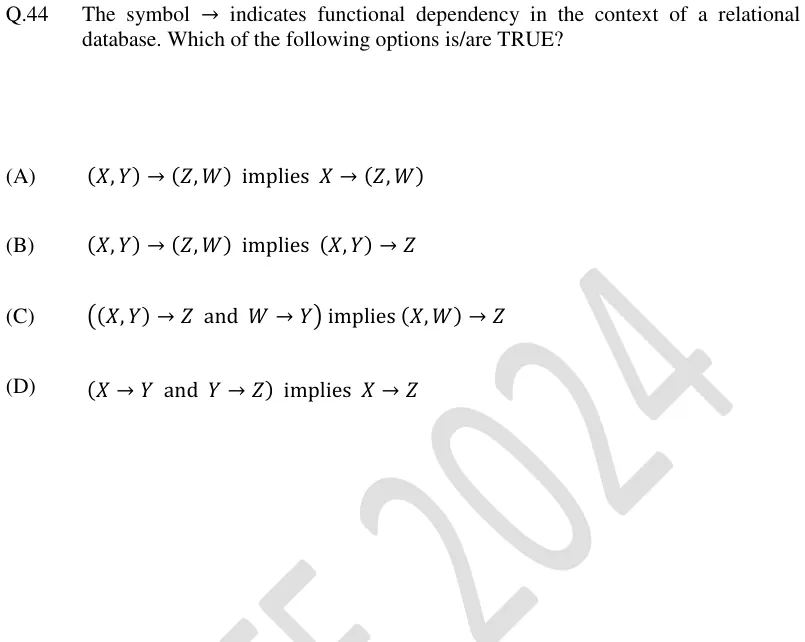 Q.44 The symbol → indicates functional dependency in the context of a relational
database. Which of the following options is/are TRUE?
(A) (𝑋, 𝑌) → (𝑍, 𝑊) implies 𝑋 → (𝑍, 𝑊)
(B) (𝑋, 𝑌) → (𝑍, 𝑊) implies (𝑋, 𝑌) → 𝑍
(C) ((𝑋, 𝑌) → 𝑍 and 𝑊 → 𝑌) implies (𝑋, 𝑊) → 𝑍
(D) (𝑋 → 𝑌 and 𝑌 → 𝑍) implies 𝑋 → 𝑍
2024